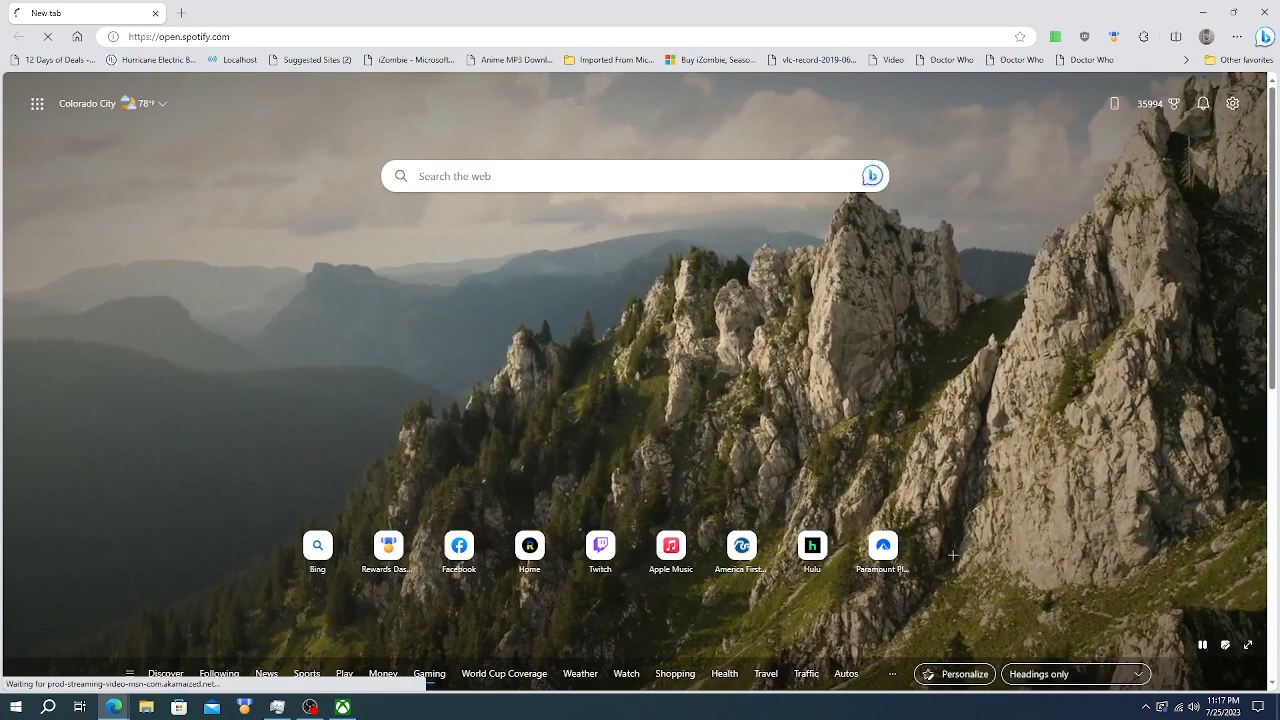 New tab
https://open.spotify.com
12 Days of Deals -... Hurricane Electric B... Localhost Suggested Sites (2) iZombie - Microsoft... Anime BR3 Downl... Imported From Mic... Buy iZombie, Seaso... vlc-record-2019-06... Video Doctor Who Doctor Who Doctor Who Other favorites
Colorado City 78°F 35994
Search the web
Bing Rewards Das... Facebook Home Twitch Apple Music America First... Hulu Paramount Pl...
Discover Following News Sports Play Money Gaming World Cup Coverage Weather Watch Shopping Health Travel Traffic Autos ... Personalize Headings only
Waiting for prod-streaming-video-msn-com.akamaized.net...
11:17 PM
7/25/2023